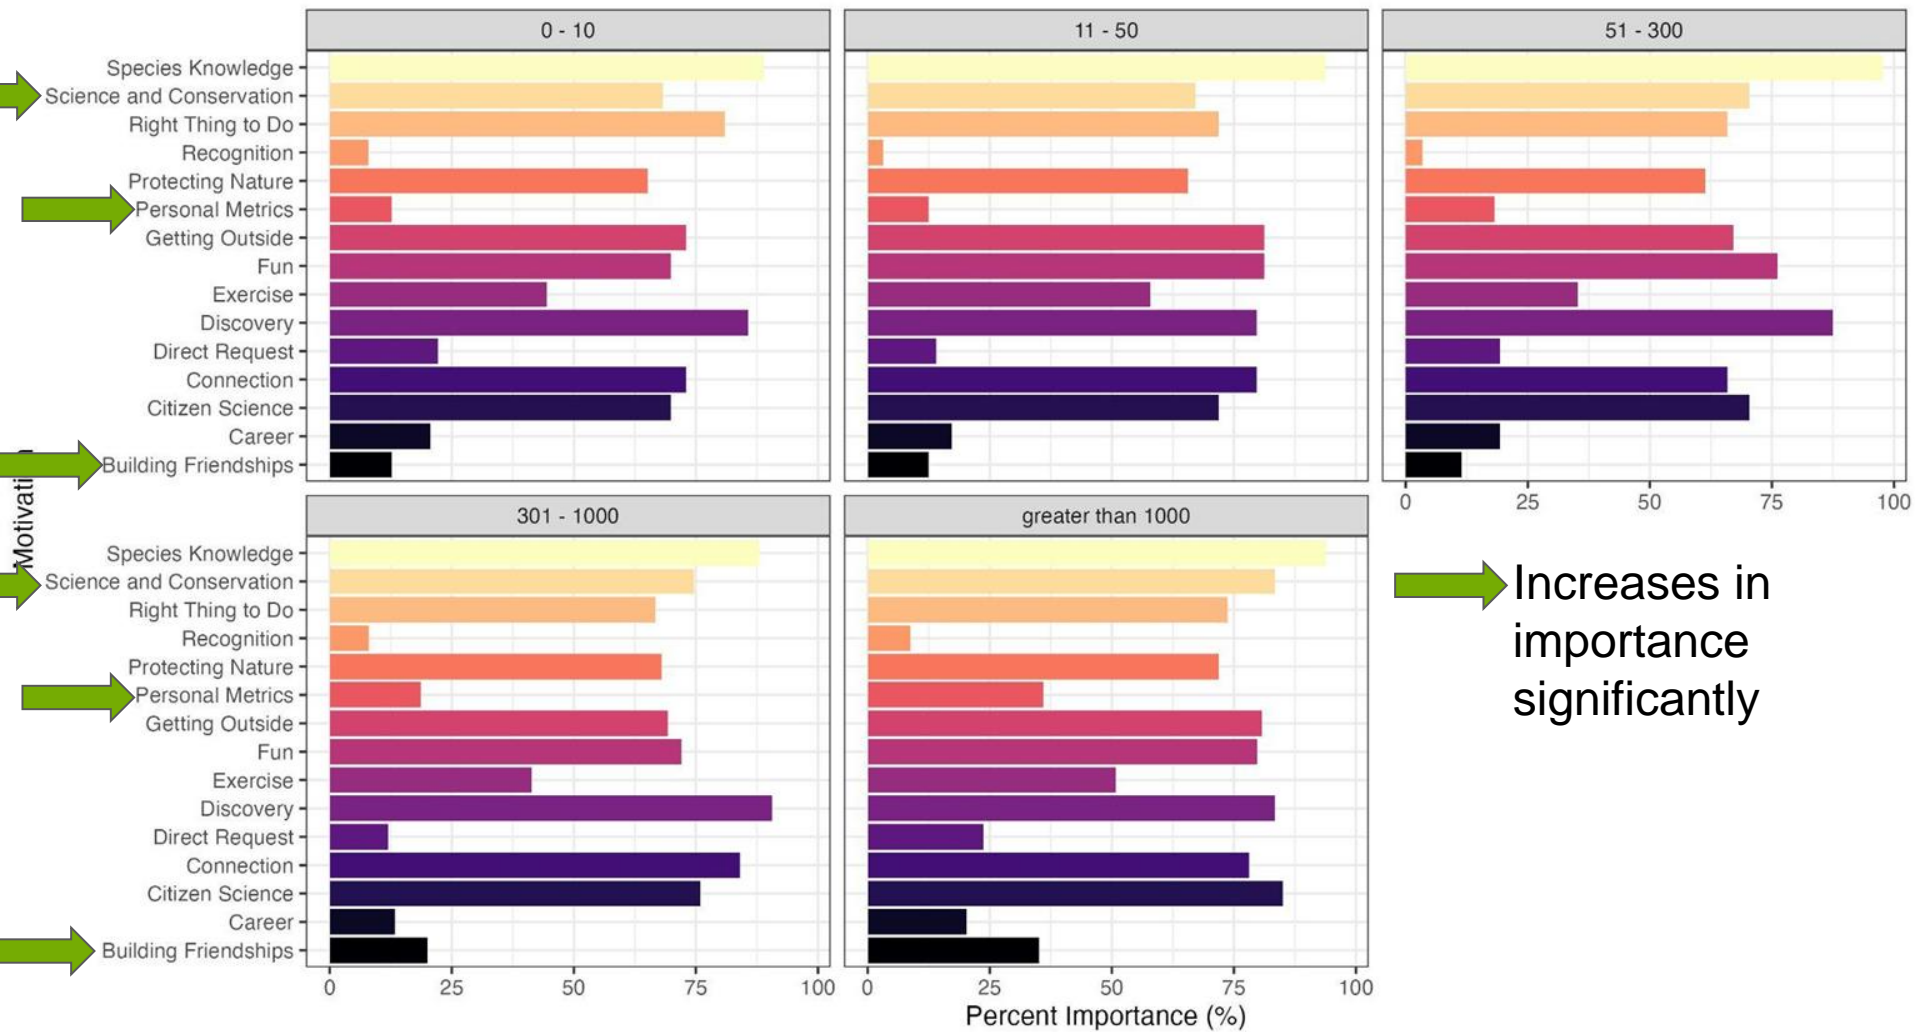 0 - 10
11 - 50
51 - 300
Species Knowledge
Science and Conservation
Right Thing to Do
Recognition
Protecting Nature
Personal Metrics
Getting Outside
Fun
Exercise
Discovery
Direct Request
Connection
Citizen Science
Career
Building Friendships
0 25 50 75 100
301 - 1000
greater than 1000
Species Knowledge
Science and Conservation
Right Thing to Do
Recognition
Protecting Nature
Personal Metrics
Getting Outside
Fun
Exercise
Discovery
Direct Request
Connection
Citizen Science
Career
Building Friendships
0 25 50 75 100
0 25 50 75 100
Percent Importance (%)
Increases in
importance
significantly